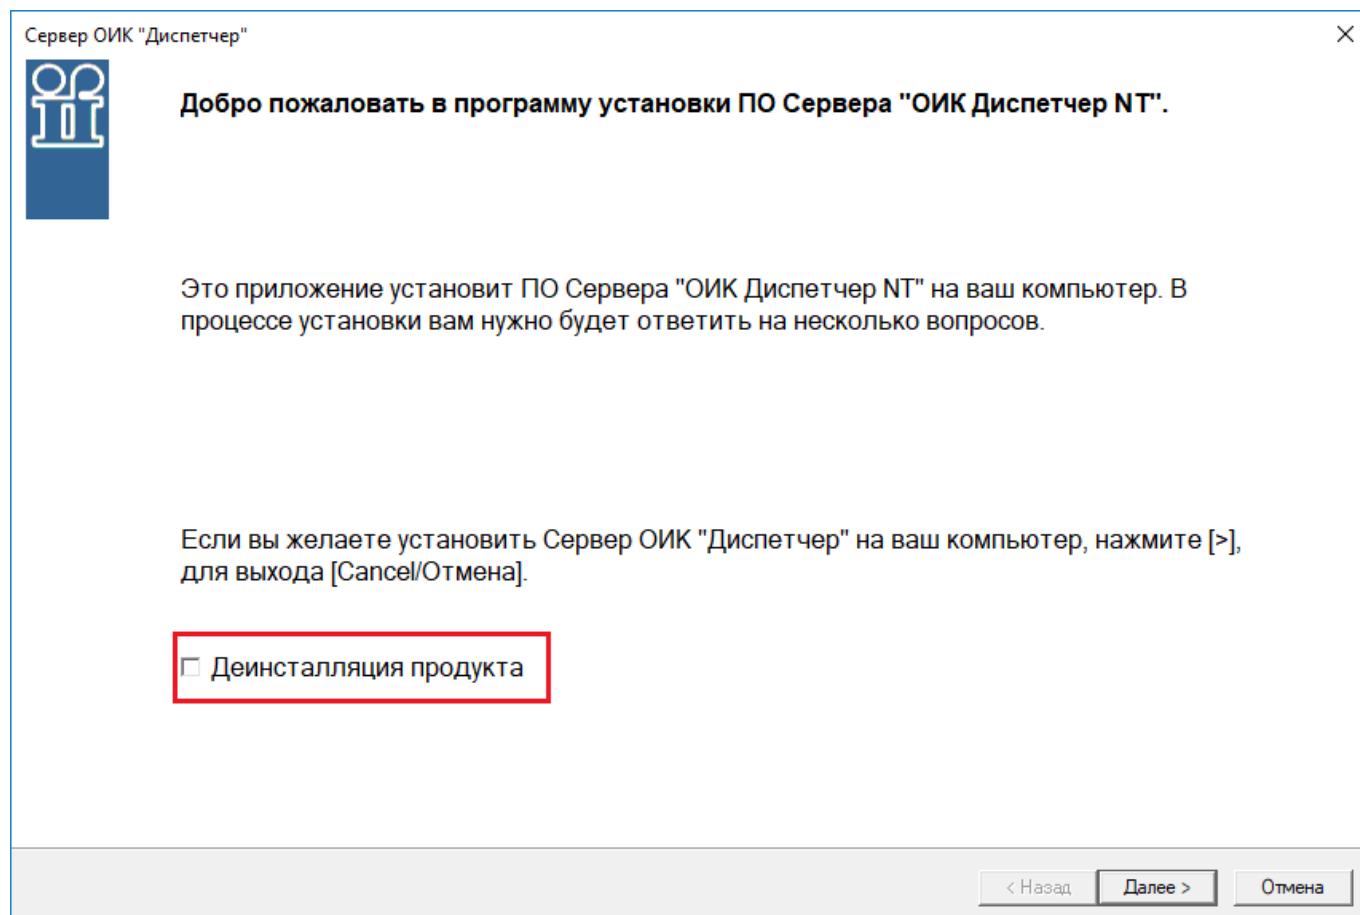 Сервер ОИК "Диспетчер"
Добро пожаловать в программу установки ПО Сервера "ОИК Диспетчер NT".
Это приложение установит ПО Сервера "ОИК Диспетчер NT" на ваш компьютер. В
процессе установки вам нужно будет ответить на несколько вопросов.
Если вы желаете установить Сервер ОИК "Диспетчер" на ваш компьютер, нажмите [>],
для выхода [Cancel/Отмена].
Деинсталляция продукта
< Назад
Далее >
Отмена